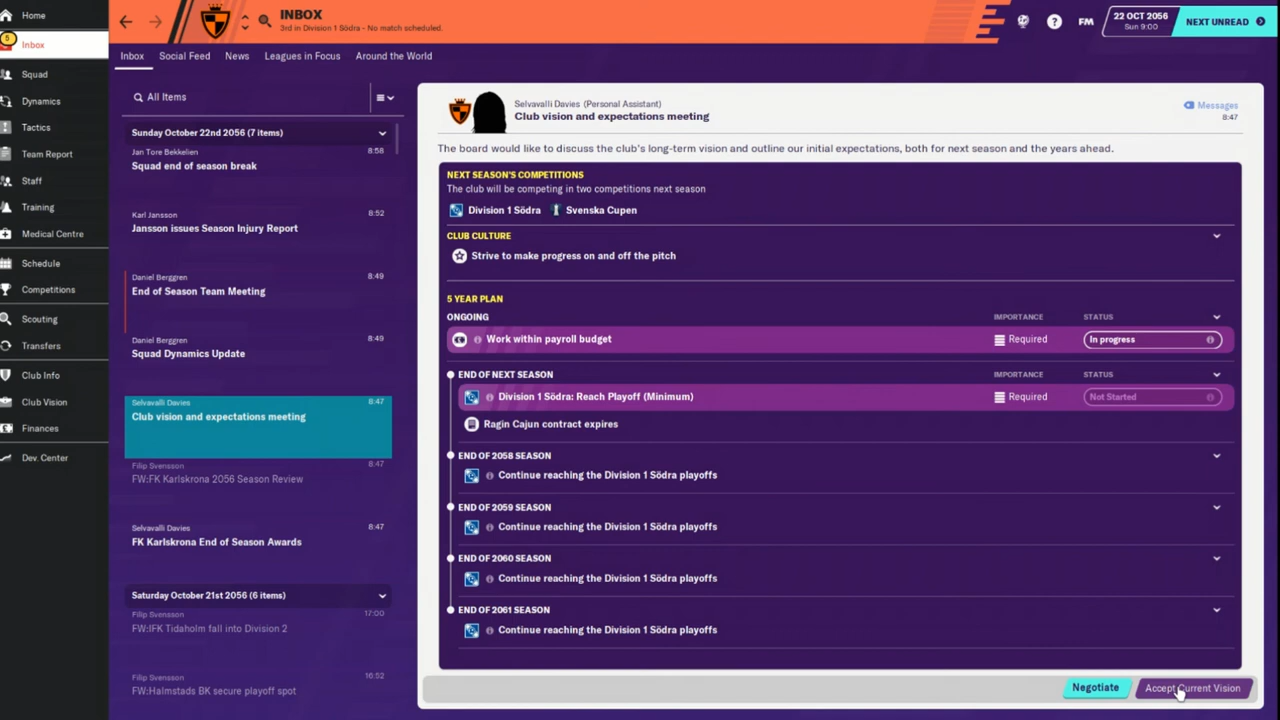 Home
5
Inbox
Squad
Dynamics
Tactics
Team Report
Staff
Training
Medical Centre
Schedule
Competitions
Scouting
Transfers
Club Info
Club Vision
Finances
Dev. Center
INBOX
3rd in Division 1 Södra - No match scheduled.
FM
22 OCT 2056
Sun 9:00
NEXT UNREAD
Inbox Social Feed News Leagues in Focus Around the World
All Items
Sunday October 22nd 2056 (7 items)
Jan Tore Bekkelien 8:58
Squad end of season break
Karl Jansson 8:52
Jansson issues Season Injury Report
Daniel Berggren 8:49
End of Season Team Meeting
Daniel Berggren 8:49
Squad Dynamics Update
Selvavalli Davies 8:47
Club vision and expectations meeting
Filip Svensson 8:47
FW:FK Karlskrona 2056 Season Review
Selvavalli Davies 8:47
FK Karlskrona End of Season Awards
Saturday October 21st 2056 (6 items)
Filip Svensson 17:00
FW:IFK Tidaholm fall into Division 2
Filip Svensson 16:52
FW:Halmstads BK secure playoff spot
Selvavalli Davies (Personal Assistant)
Club vision and expectations meeting
Messages
8:47
The board would like to discuss the club's long-term vision and outline our initial expectations, both for next season and the years ahead.
NEXT SEASON'S COMPETITIONS
The club will be competing in two competitions next season
Division 1 Södra Svenska Cupen
CLUB CULTURE
Strive to make progress on and off the pitch
5 YEAR PLAN
ONGOING IMPORTANCE STATUS
Work within payroll budget Required In progress
END OF NEXT SEASON IMPORTANCE STATUS
Division 1 Södra: Reach Playoff (Minimum) Required Not Started
Ragin Cajun contract expires
END OF 2058 SEASON
Continue reaching the Division 1 Södra playoffs
END OF 2059 SEASON
Continue reaching the Division 1 Södra playoffs
END OF 2060 SEASON
Continue reaching the Division 1 Södra playoffs
END OF 2061 SEASON
Continue reaching the Division 1 Södra playoffs
Negotiate Accept Current Vision